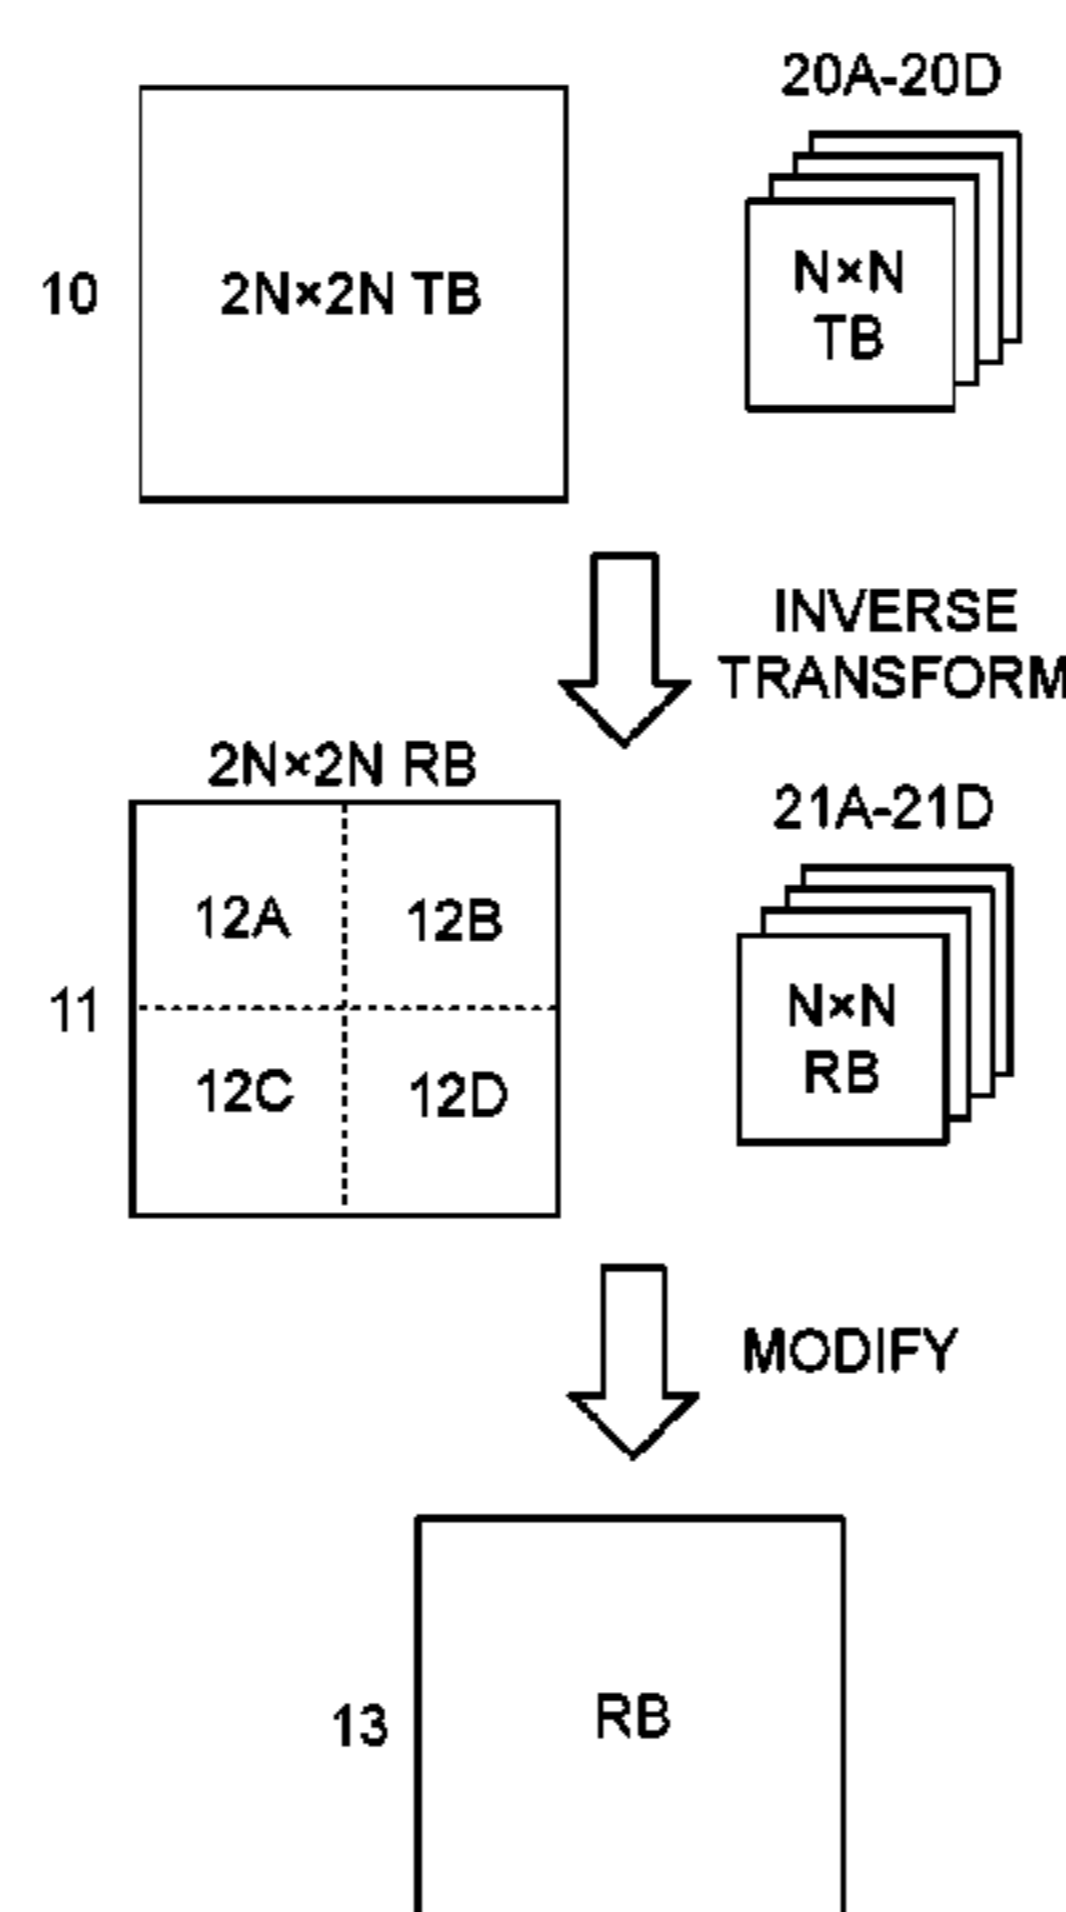 20A-20D
10
2N×2N TB
N×N
TB
INVERSE
TRANSFORM
2N×2N RB
21A-21D
12A
12B
11
N×N
RB
12C
12D
MODIFY
13
RB